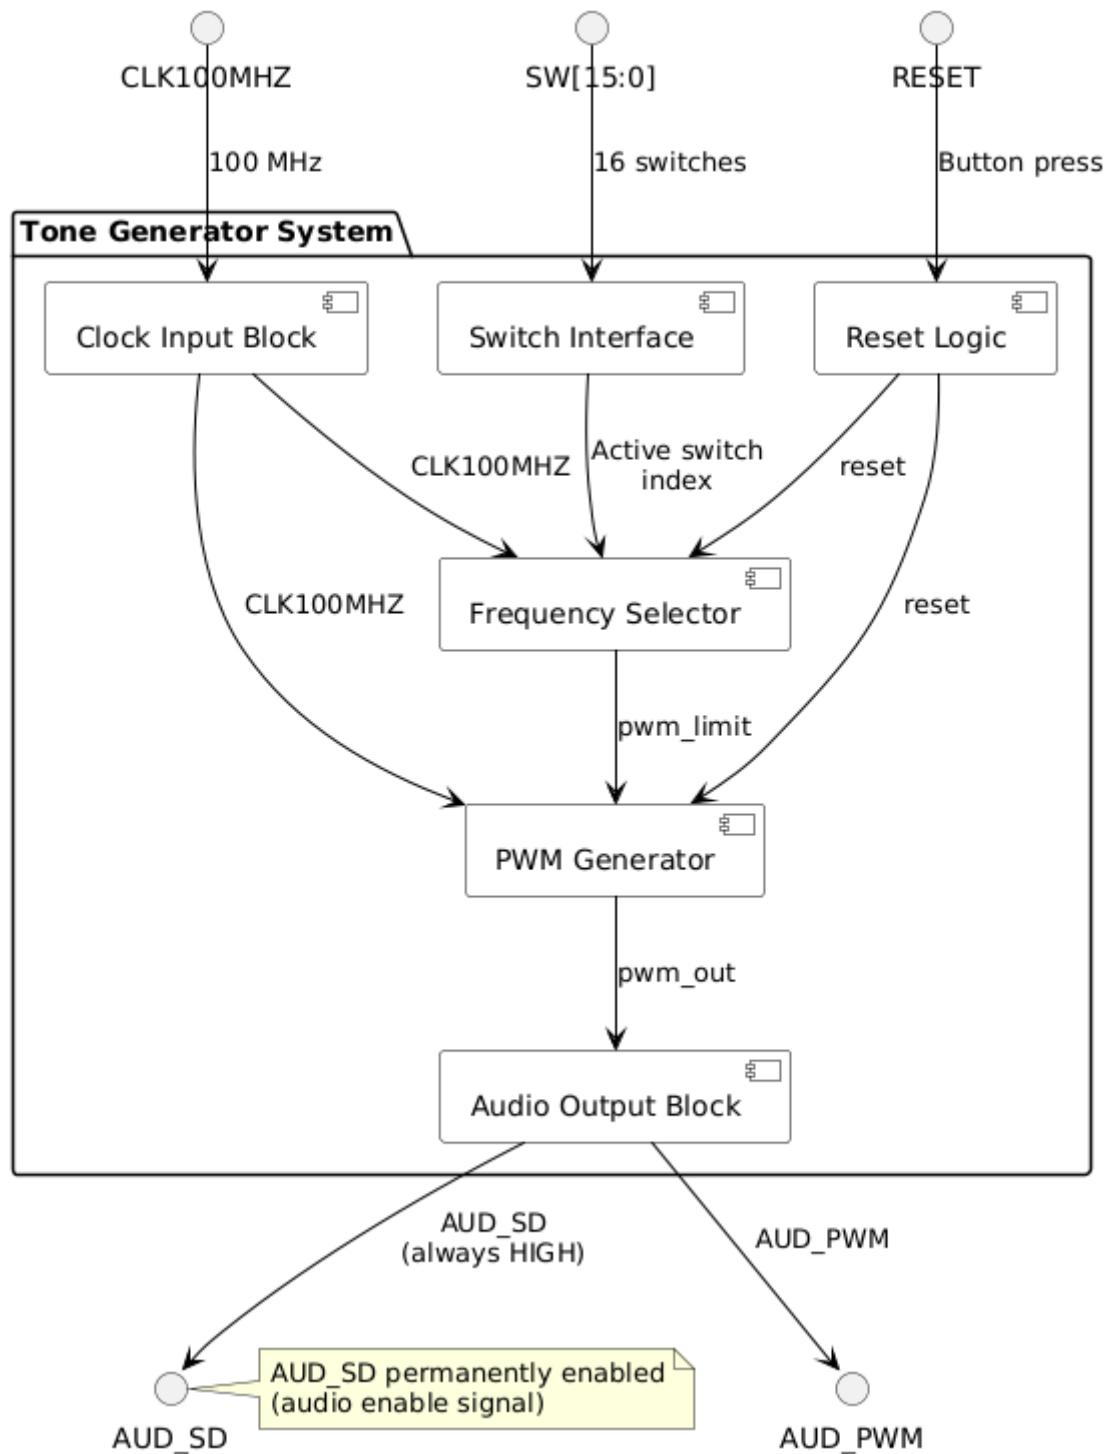 CLK100MHZ
SW[15:0]
RESET
100 MHz
16 switches
Button press
Tone Generator System
Clock Input Block
Switch Interface
Reset Logic
CLK100MHZ
Active switch
index
reset
CLK100MHZ
Frequency Selector
reset
pwm_limit
PWM Generator
pwm_out
Audio Output Block
AUD_SD
(always HIGH)
AUD_PWM
AUD_SD permanently enabled
(audio enable signal)
AUD_SD
AUD_PWM